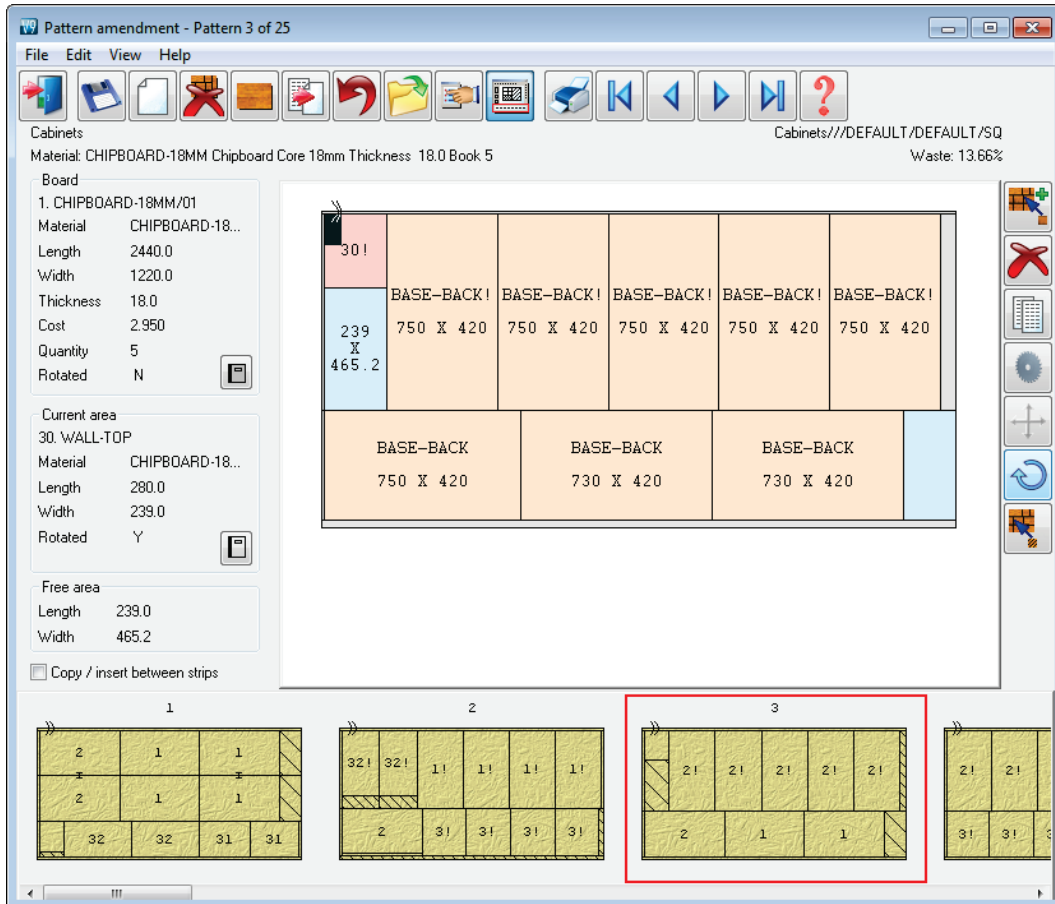 Pattern amendment - Pattern 3 of 25
File Edit View Help
Cabinets
Cabinets///DEFAULT/DEFAULT/SQ
Material: CHIPBOARD-18MM Chipboard Core 18mm Thickness 18.0 Book 5
Waste: 13.66%
Board
1. CHIPBOARD-18MM/01
Material CHIPBOARD-18...
Length 2440.0
Width 1220.0
Thickness 18.0
Cost 2.950
Quantity 5
Rotated N
Current area
30. WALL-TOP
Material CHIPBOARD-18...
Length 280.0
Width 239.0
Rotated Y
Free area
Length 239.0
Width 465.2
Copy / insert between strips
30!
BASE-BACK! BASE-BACK! BASE-BACK! BASE-BACK! BASE-BACK!
750 X 420 750 X 420 750 X 420 750 X 420 750 X 420
239
X
465.2
BASE-BACK BASE-BACK BASE-BACK
750 X 420 730 X 420 730 X 420
1
2 1 1
2 1 1
32 32 31 31
2
32! 32! 1! 1! 1! 1!
2 3! 3! 3! 3!
3
2! 2! 2! 2! 2!
2 1 1
2! 2!
3! 3! 3